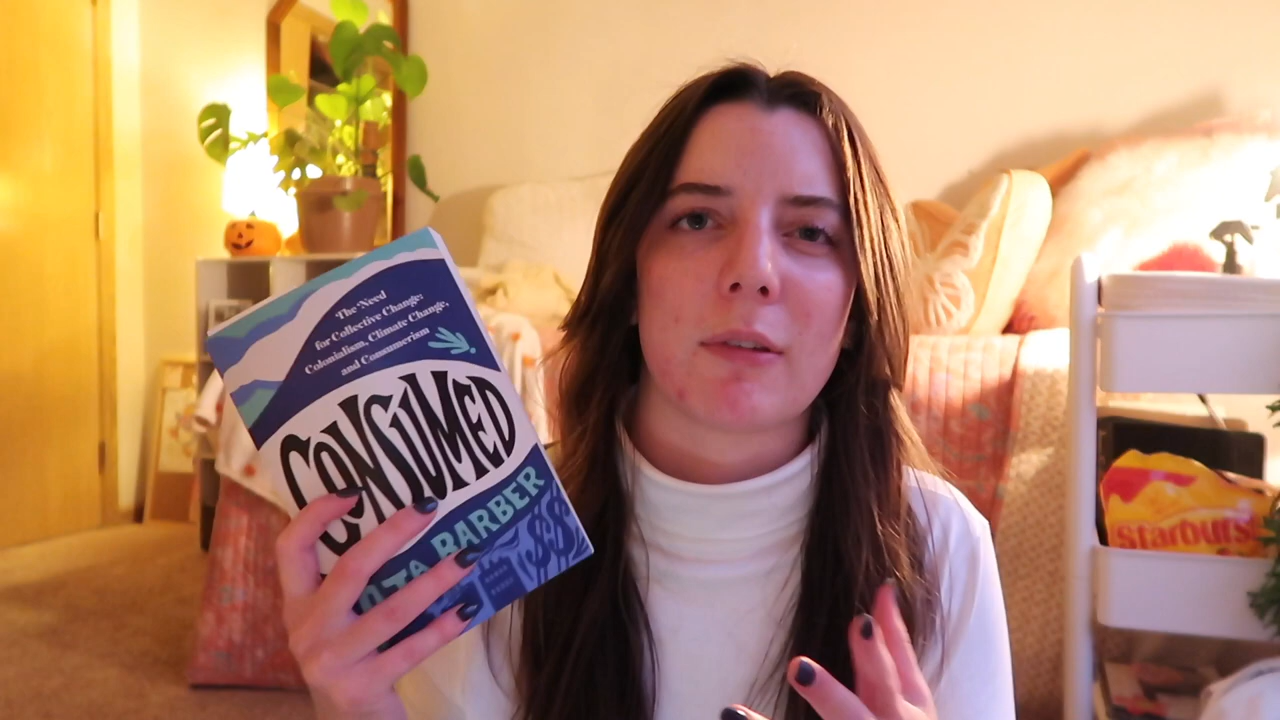 The Need
for Collective Change:
Colonialism, Climate Change,
and Consumerism
CONSUMED
BARBER
Starburst